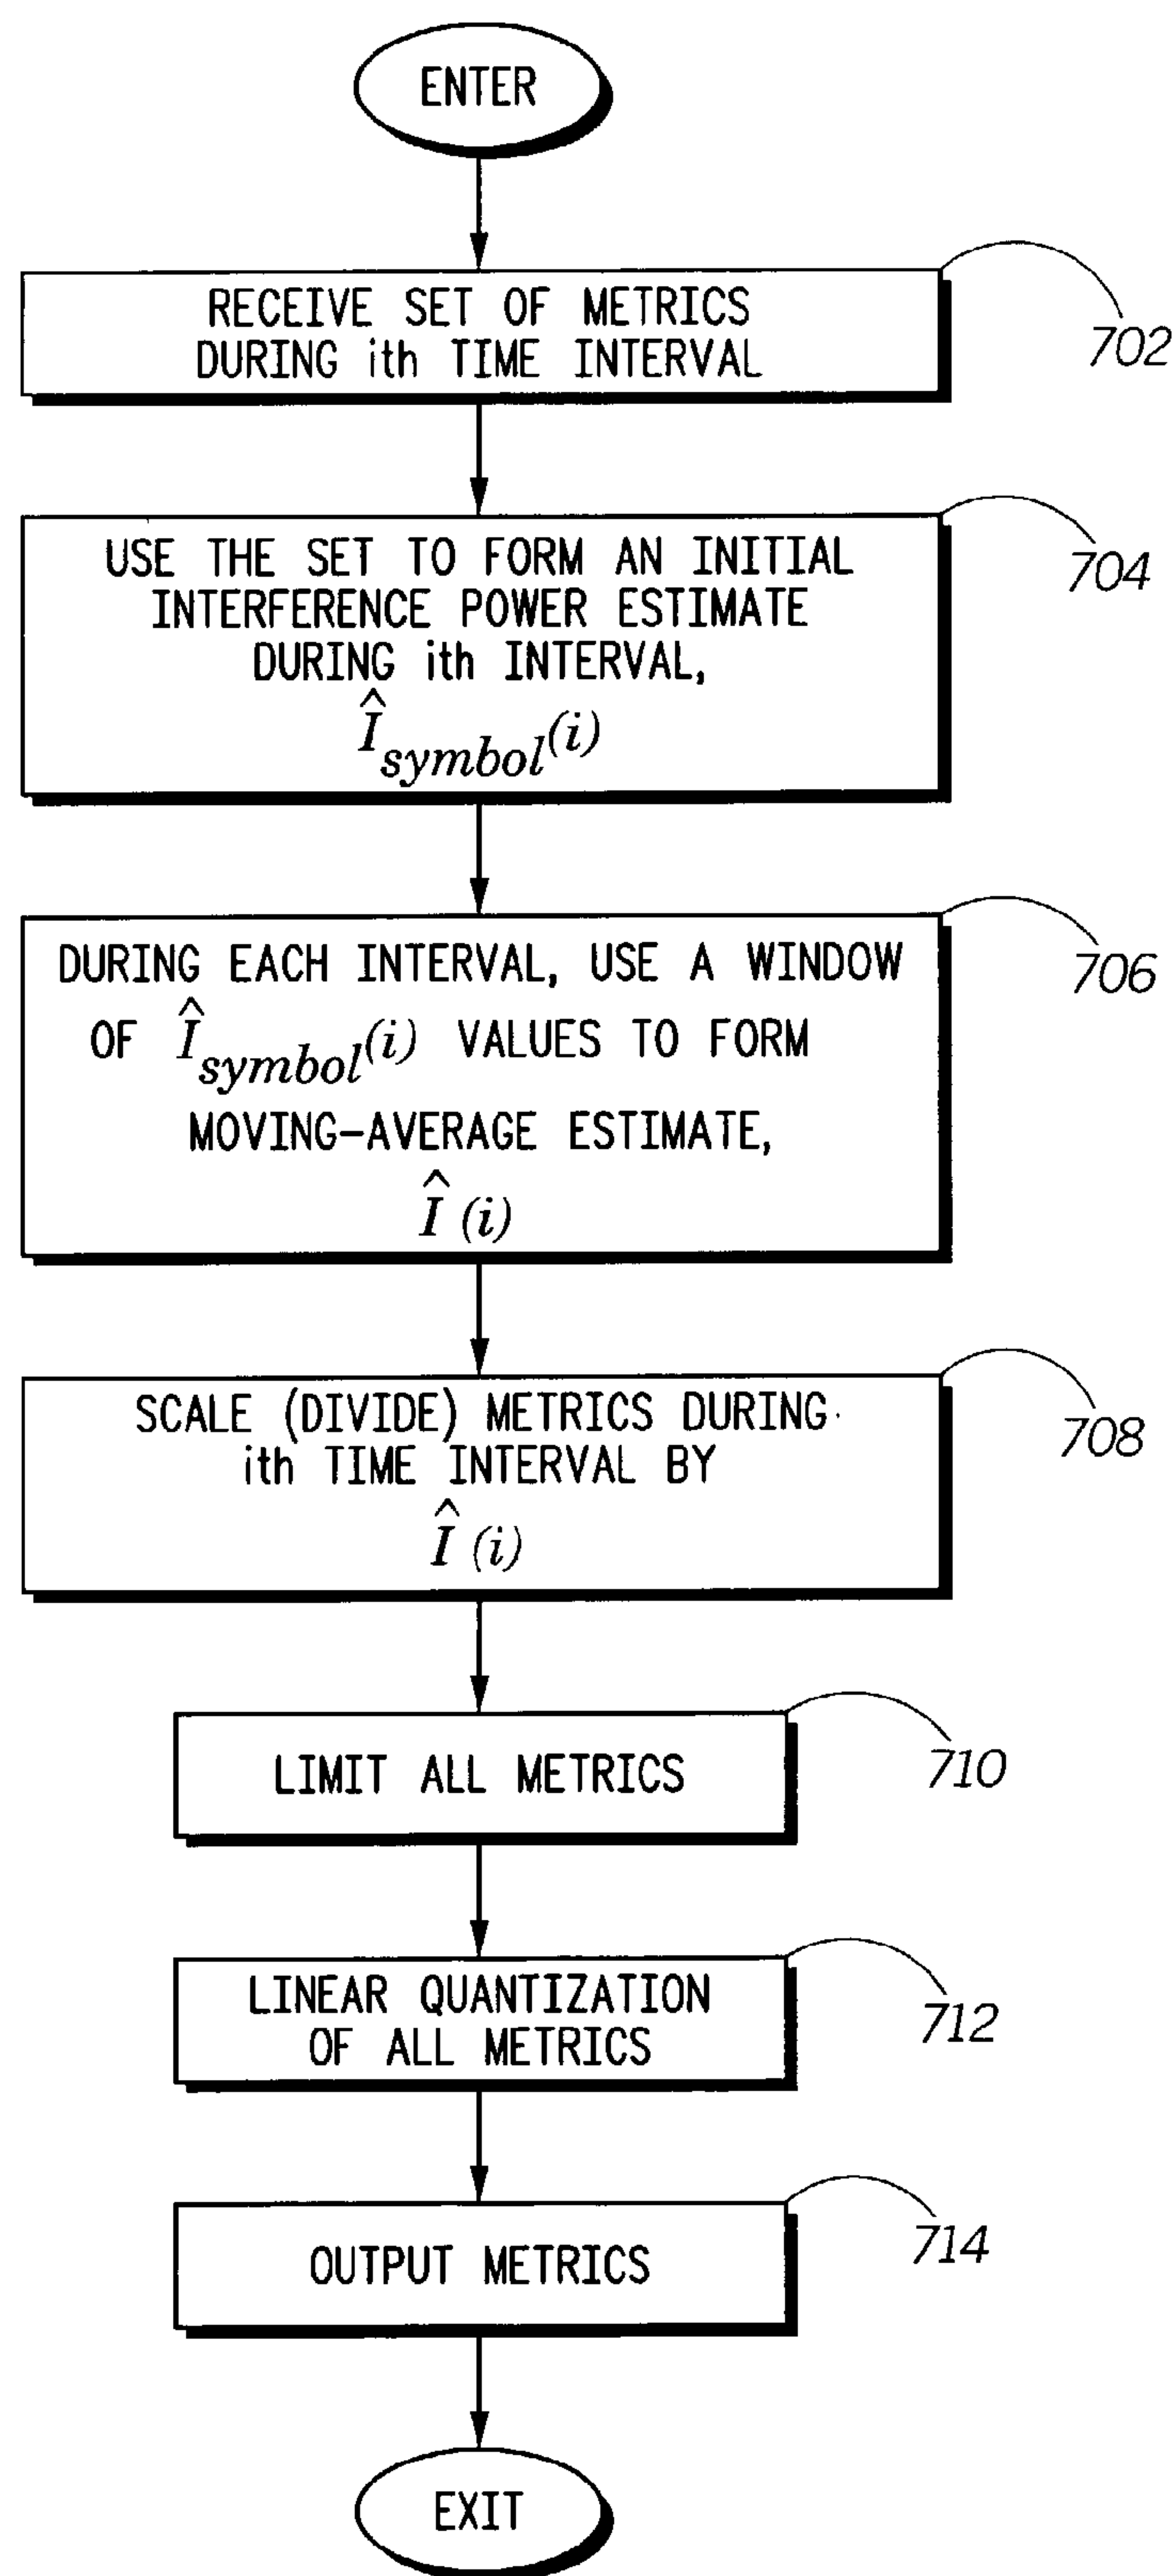 ENTER
RECEIVE SET OF METRICS
DURING ith TIME INTERVAL
702
USE THE SET TO FORM AN INITIAL
INTERFERENCE POWER ESTIMATE
DURING ith INTERVAL,
Î_symbol(i)
704
DURING EACH INTERVAL, USE A WINDOW
OF Î_symbol(i) VALUES TO FORM
MOVING-AVERAGE ESTIMATE,
Î (i)
706
SCALE (DIVIDE) METRICS DURING
ith TIME INTERVAL BY
Î (i)
708
LIMIT ALL METRICS
710
LINEAR QUANTIZATION
OF ALL METRICS
712
OUTPUT METRICS
714
EXIT